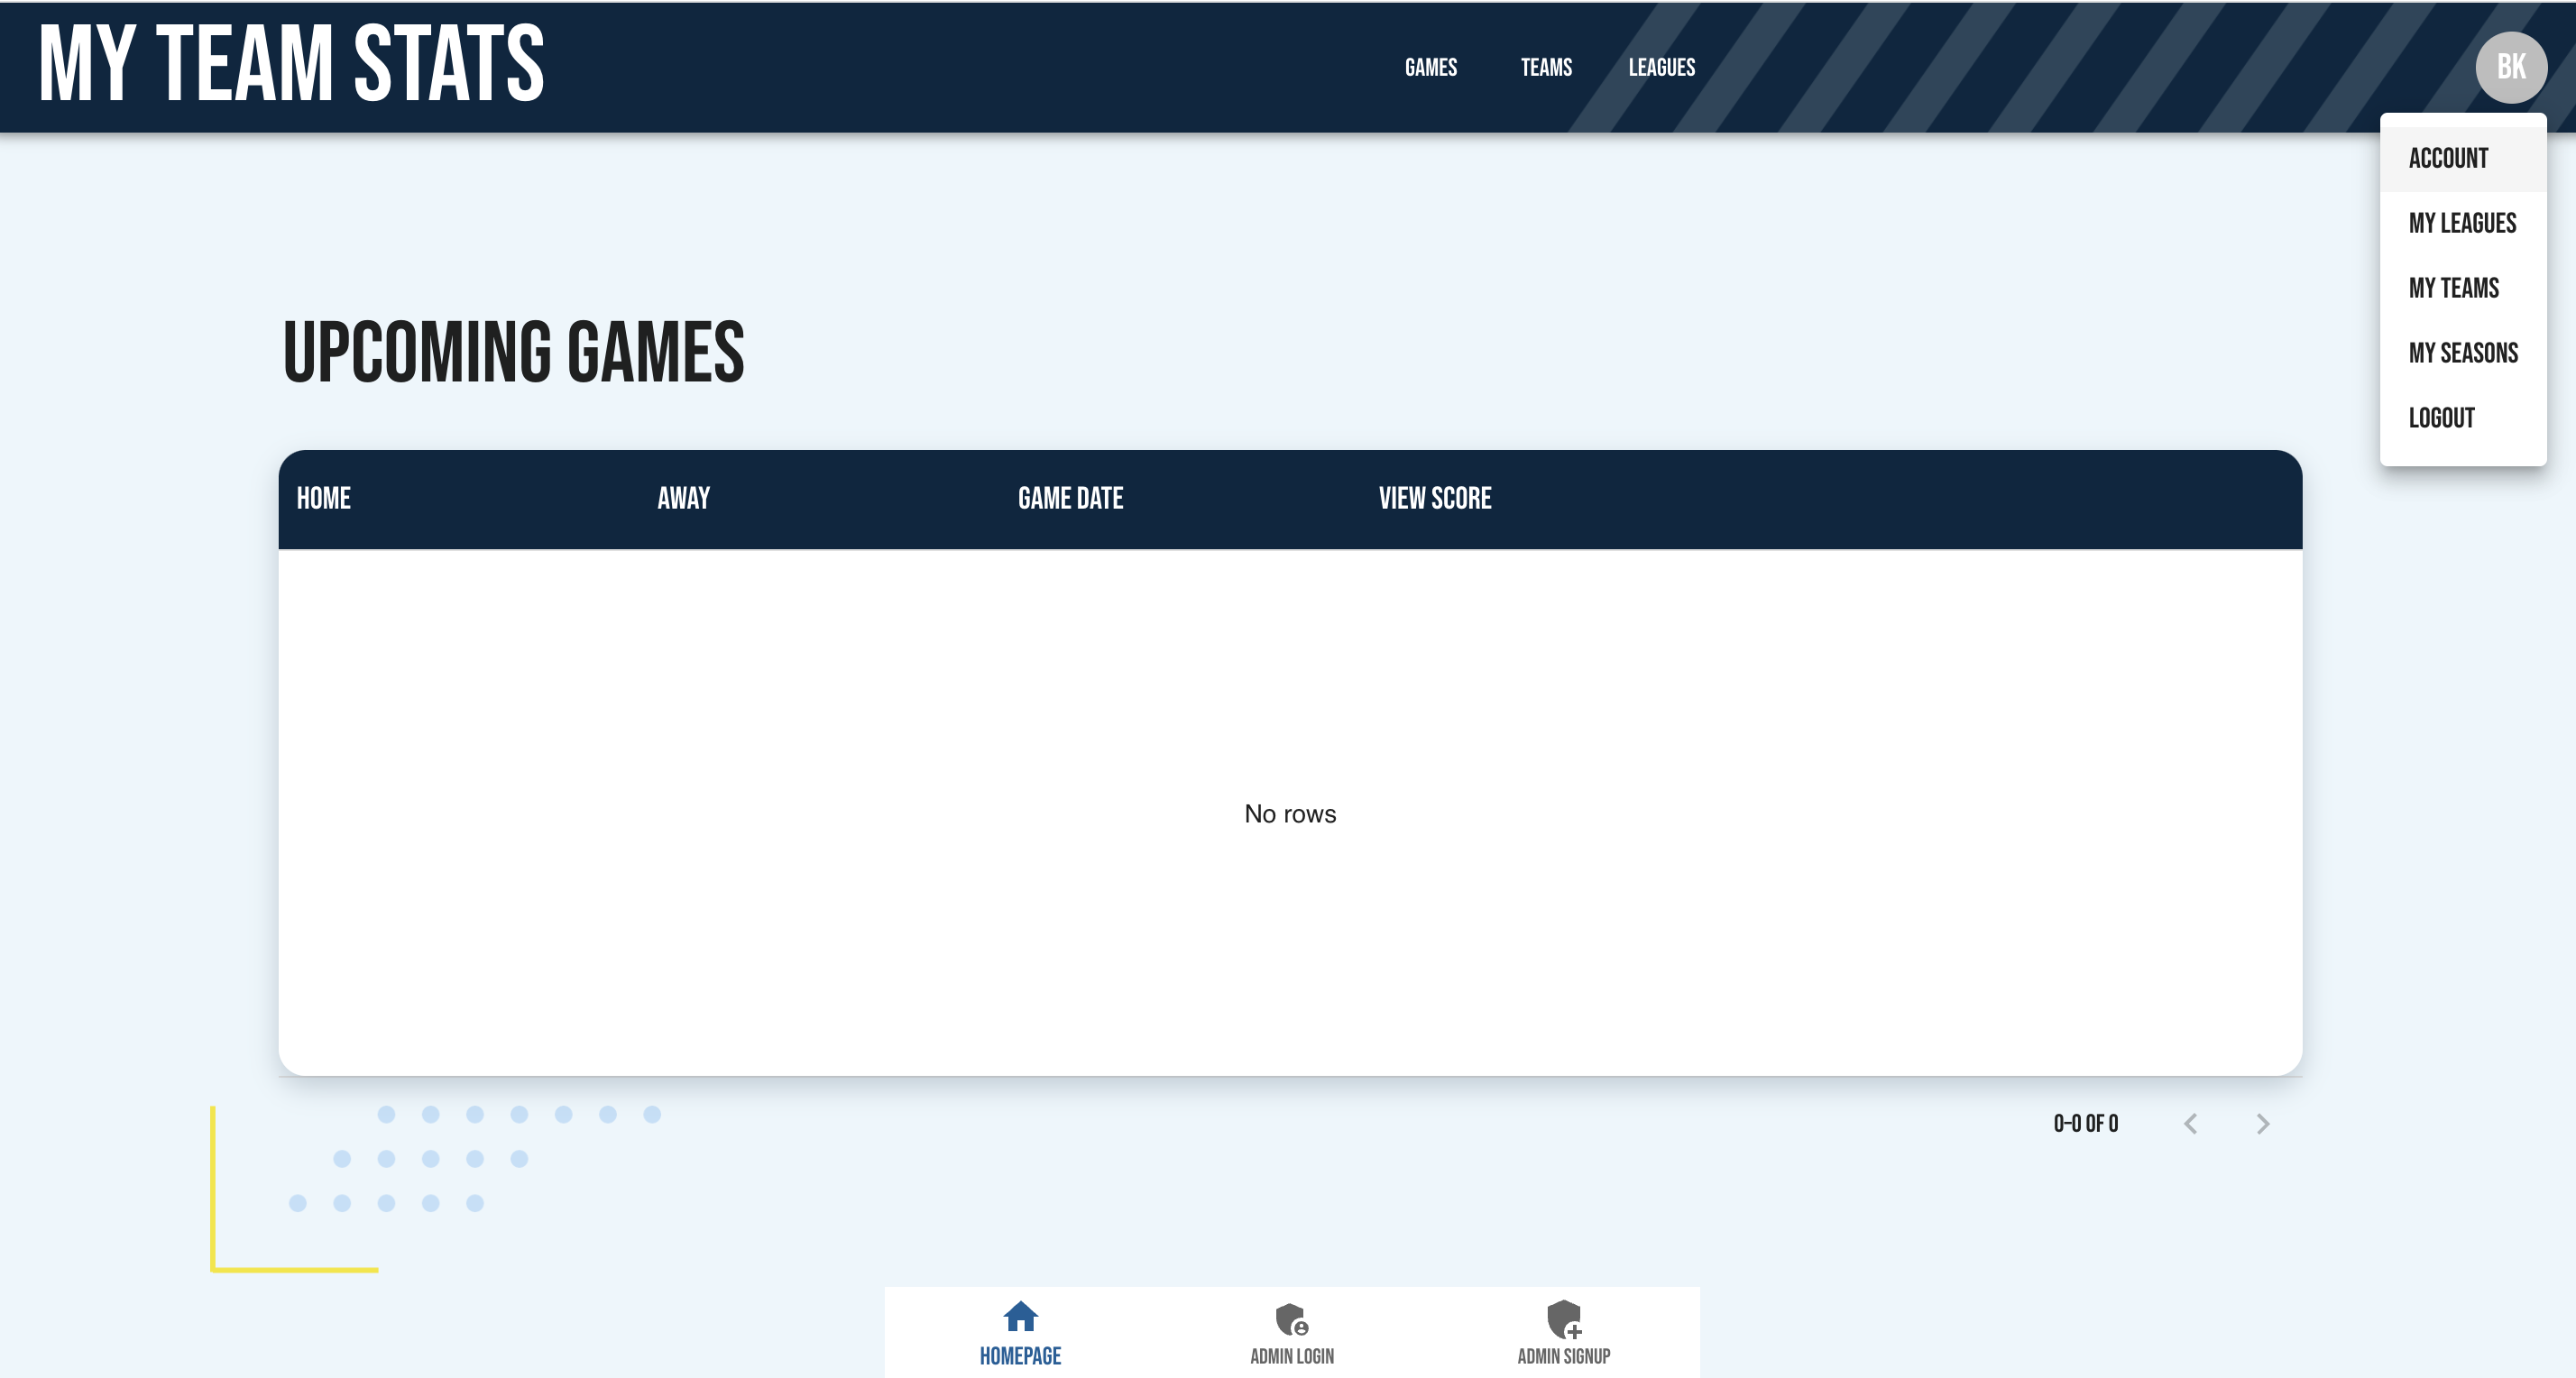 MY TEAM STATS
GAMES TEAMS LEAGUES
BK
ACCOUNT
MY LEAGUES
MY TEAMS
MY SEASONS
LOGOUT
UPCOMING GAMES
HOME AWAY GAME DATE VIEW SCORE
No rows
0-0 OF 0
HOMEPAGE ADMIN LOGIN ADMIN SIGNUP